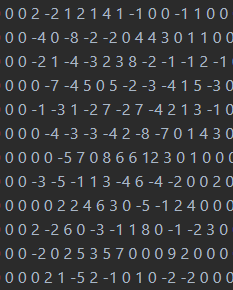 0 0 2 -2 1 2 1 4 1 -1 0 0 -1 1 0 0
0 0 -4 0 -8 -2 -2 0 4 4 3 0 1 1 0 0
0 0 -2 1 -4 -3 2 3 8 -2 -1 -1 2 -1
0 0 0 -7 -4 5 0 5 -2 -3 -4 1 5 -3 0
0 0 -1 -3 1 -2 7 -2 7 -4 2 1 3 -1 0
0 0 0 -4 -3 -3 -4 2 -8 -7 0 1 4 3 0
0 0 0 0 -5 7 0 8 6 6 12 3 0 1 0 0 0
0 0 -3 -5 -1 1 3 -4 6 -4 -2 0 0 2 0
0 0 0 0 2 2 4 6 3 0 -5 -1 2 4 0 0 0
0 0 2 -2 6 0 -3 -1 1 8 0 -1 -2 3 0
0 0 -2 0 2 5 3 5 7 0 0 0 9 2 0 0 0
0 0 0 2 1 -5 2 -1 0 1 0 -2 -2 0 0 0